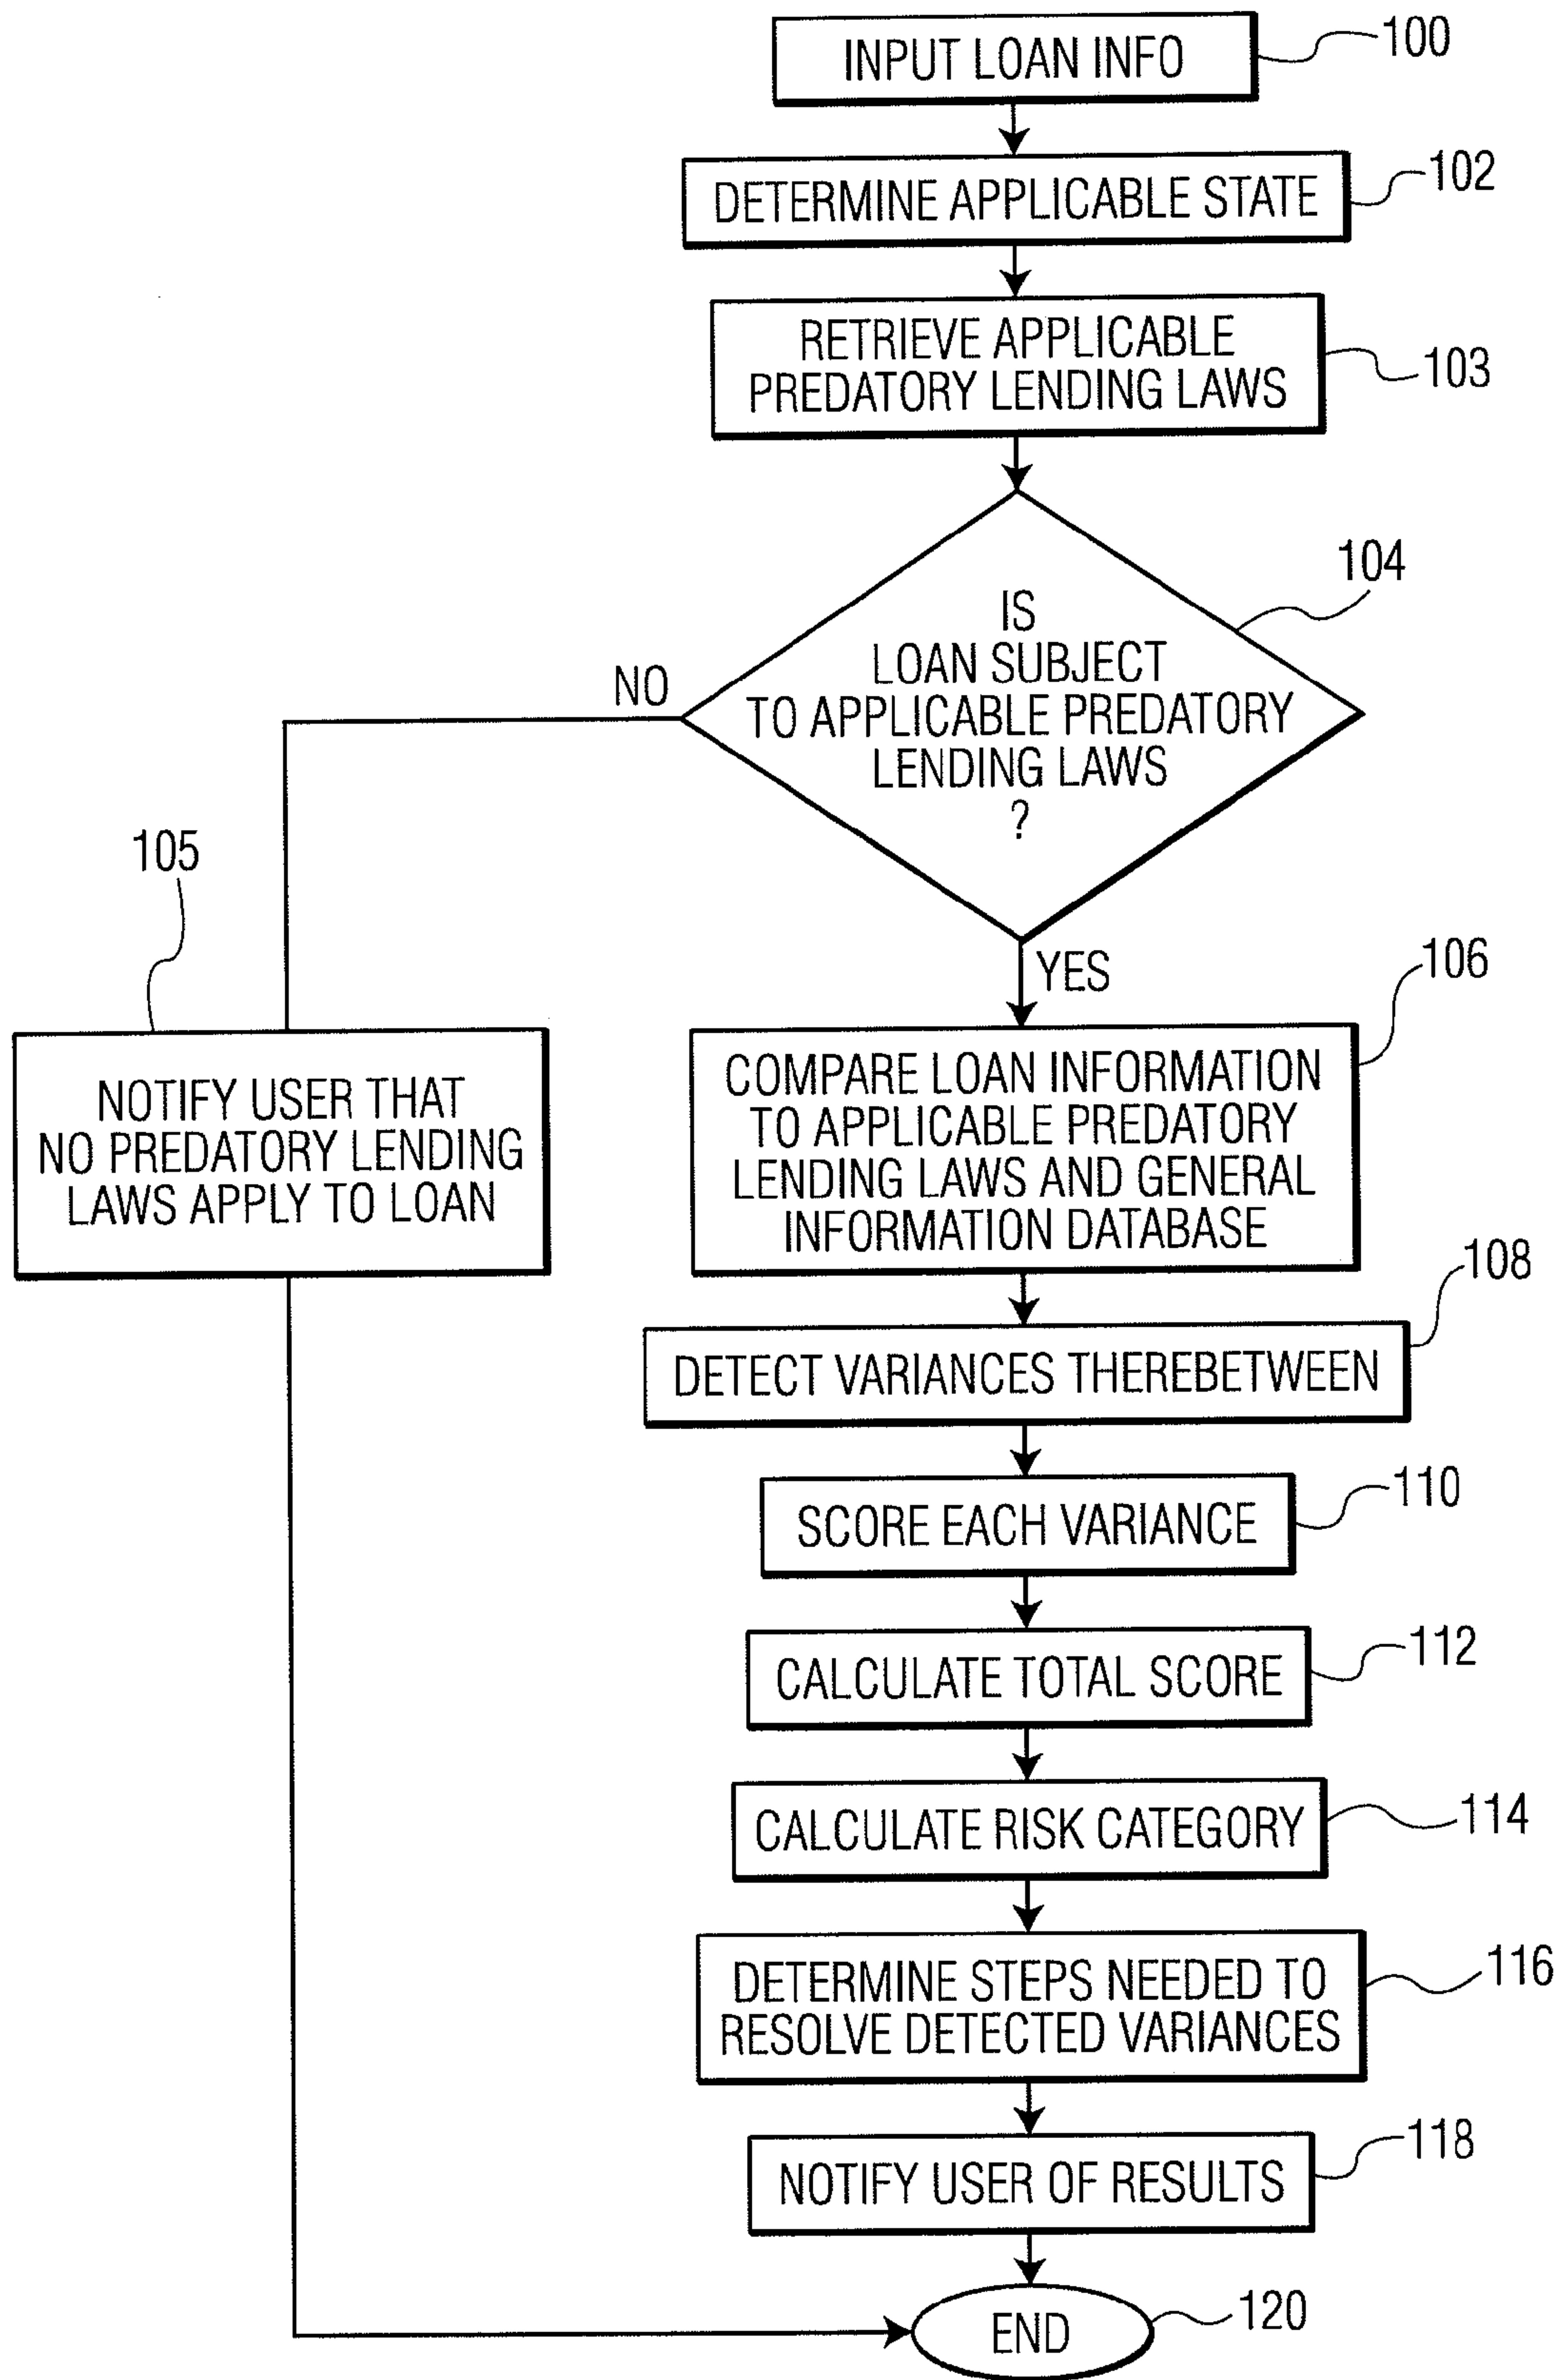 INPUT LOAN INFO
100
DETERMINE APPLICABLE STATE
102
RETRIEVE APPLICABLE
PREDATORY LENDING LAWS
103
104
IS
LOAN SUBJECT
TO APPLICABLE PREDATORY
LENDING LAWS
?
NO
YES
105
NOTIFY USER THAT
NO PREDATORY LENDING
LAWS APPLY TO LOAN
106
COMPARE LOAN INFORMATION
TO APPLICABLE PREDATORY
LENDING LAWS AND GENERAL
INFORMATION DATABASE
108
DETECT VARIANCES THEREBETWEEN
110
SCORE EACH VARIANCE
112
CALCULATE TOTAL SCORE
114
CALCULATE RISK CATEGORY
116
DETERMINE STEPS NEEDED TO
RESOLVE DETECTED VARIANCES
118
NOTIFY USER OF RESULTS
120
END